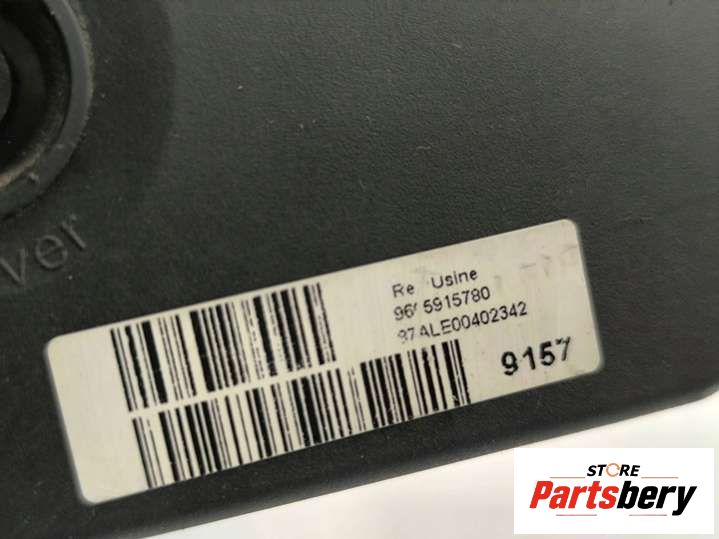 ver
Re Usine
5915780
ALE00402342
9157
STORE
Partsbery